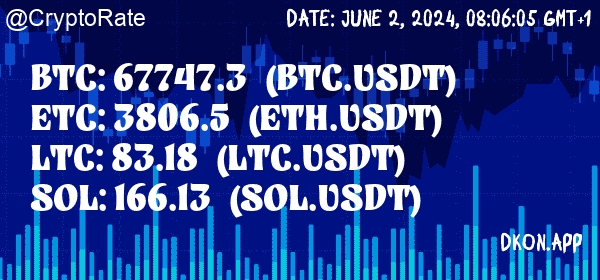 @CryptoRate
DATE: JUNE 2, 2024, 08:06:05 GMT+1
BTC: 67747.3 (BTC.USDT)
ETC: 3806.5 (ETH.USDT)
LTC: 83.18 (LTC.USDT)
SOL: 166.13 (SOL.USDT)
DKON.APP